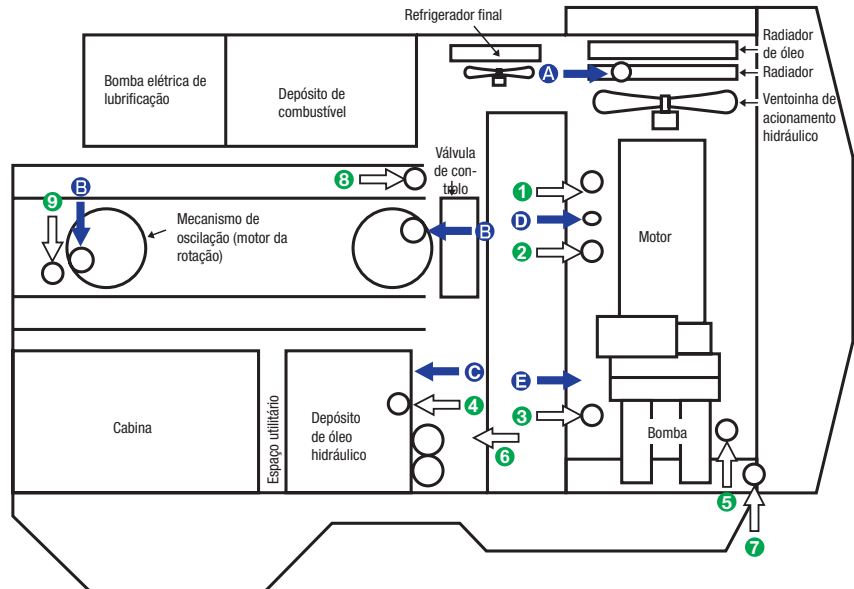 Refrigerador final
Radiador
de óleo
Radiador
Ventoinha de
acionamento
hidráulico
A
Bomba elétrica de
lubrificação
Depósito de
combustível
Válvula
de con-
trolo
8
1
B
9
Mecanismo de
oscilação (motor da
rotação)
B
D
2
Motor
C
E
4
3
Cabina
Espaço utilitário
Depósito
de óleo
hidráulico
6
Bomba
5
7